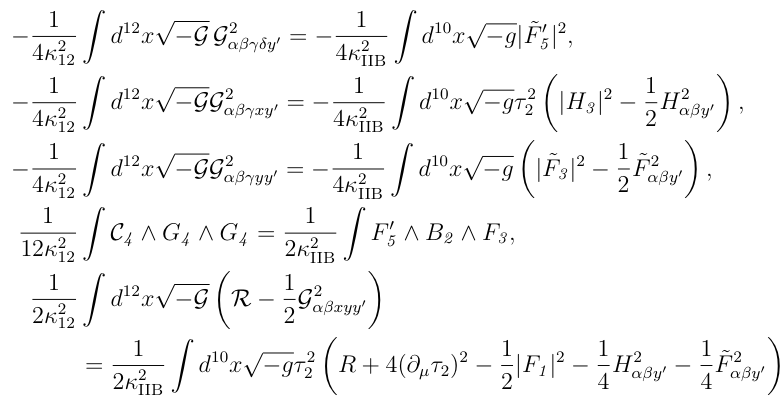 $-\frac{1}{4\kappa_{12}^2}\int d^{12}x\sqrt{-\mathcal{G}}\,\mathcal{G}^2_{\alpha\beta\gamma\delta y'} = -\frac{1}{4\kappa_{\mathrm{IIB}}^2}\int d^{10}x\sqrt{-g}|\tilde{F}_5'|^2,$
$-\frac{1}{4\kappa_{12}^2}\int d^{12}x\sqrt{-\mathcal{G}}\mathcal{G}^2_{\alpha\beta\gamma xy'} = -\frac{1}{4\kappa_{\mathrm{IIB}}^2}\int d^{10}x\sqrt{-g}\tau_2^2\left(|H_3|^2 - \frac{1}{2}H^2_{\alpha\beta y'}\right),$
$-\frac{1}{4\kappa_{12}^2}\int d^{12}x\sqrt{-\mathcal{G}}\mathcal{G}^2_{\alpha\beta\gamma yy'} = -\frac{1}{4\kappa_{\mathrm{IIB}}^2}\int d^{10}x\sqrt{-g}\left(|\tilde{F}_3|^2 - \frac{1}{2}\tilde{F}^2_{\alpha\beta y'}\right),$
$\frac{1}{12\kappa_{12}^2}\int \mathcal{C}_4\wedge G_4\wedge G_4 = \frac{1}{2\kappa_{\mathrm{IIB}}^2}\int F_5'\wedge B_2\wedge F_3,$
$\frac{1}{2\kappa_{12}^2}\int d^{12}x\sqrt{-\mathcal{G}}\left(\mathcal{R} - \frac{1}{2}\mathcal{G}^2_{\alpha\beta xyy'}\right)$
$= \frac{1}{2\kappa_{\mathrm{IIB}}^2}\int d^{10}x\sqrt{-g}\tau_2^2\left(R + 4(\partial_\mu\tau_2)^2 - \frac{1}{2}|F_1|^2 - \frac{1}{4}H^2_{\alpha\beta y'} - \frac{1}{4}\tilde{F}^2_{\alpha\beta y'}\right)$